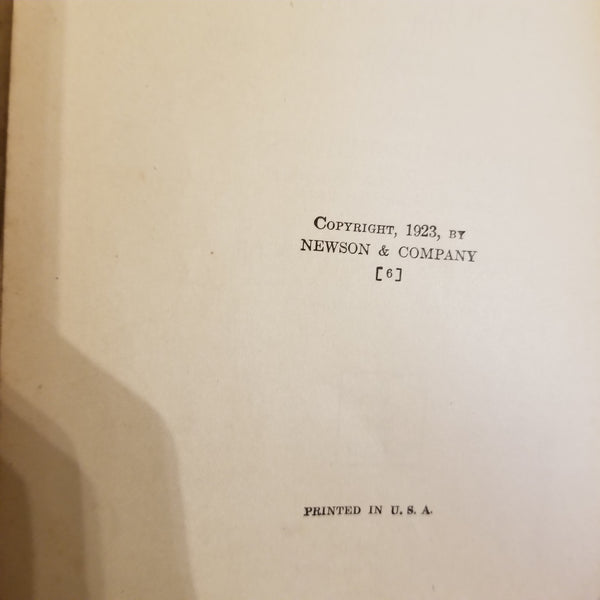 Copyright, 1923, by
NEWSON & COMPANY
[6]
PRINTED IN U. S. A.